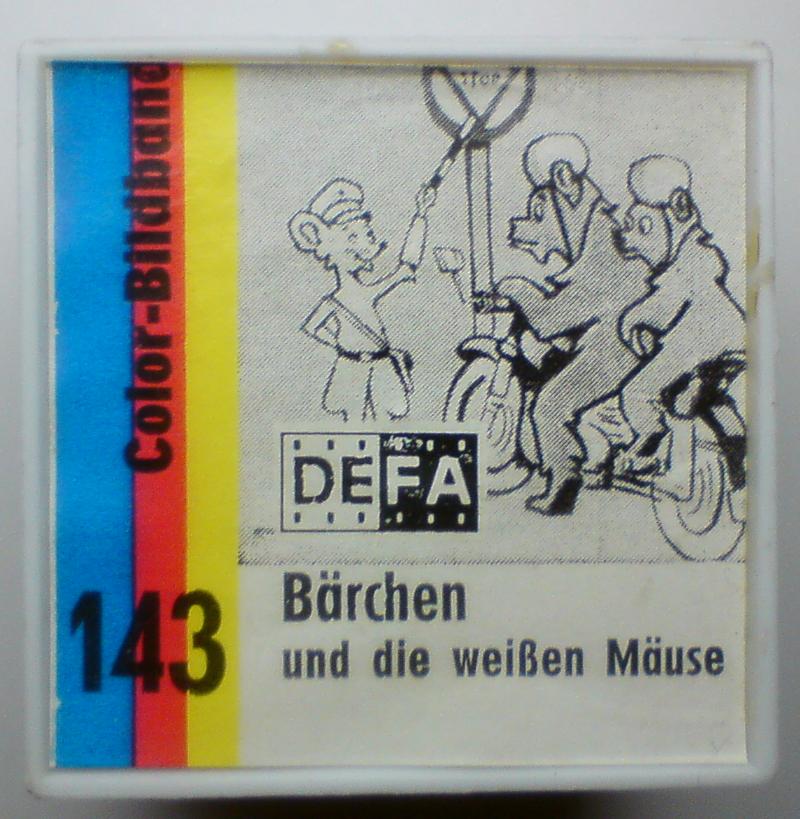 Color-Bildband
DEFA
143
Bärchen
und die weißen Mäuse